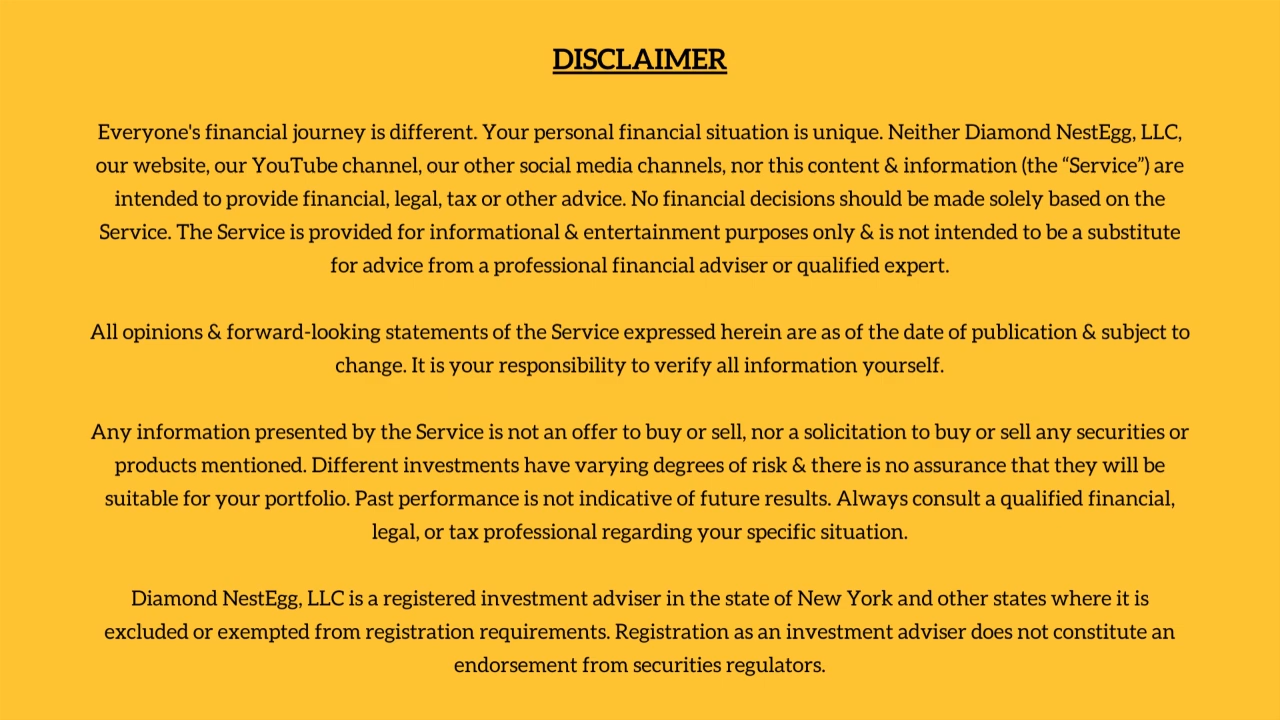 DISCLAIMER
Everyone's financial journey is different. Your personal financial situation is unique. Neither Diamond NestEgg, LLC,
our website, our YouTube channel, our other social media channels, nor this content & information (the “Service”) are
intended to provide financial, legal, tax or other advice. No financial decisions should be made solely based on the
Service. The Service is provided for informational & entertainment purposes only & is not intended to be a substitute
for advice from a professional financial adviser or qualified expert.
All opinions & forward-looking statements of the Service expressed herein are as of the date of publication & subject to
change. It is your responsibility to verify all information yourself.
Any information presented by the Service is not an offer to buy or sell, nor a solicitation to buy or sell any securities or
products mentioned. Different investments have varying degrees of risk & there is no assurance that they will be
suitable for your portfolio. Past performance is not indicative of future results. Always consult a qualified financial,
legal, or tax professional regarding your specific situation.
Diamond NestEgg, LLC is a registered investment adviser in the state of New York and other states where it is
excluded or exempted from registration requirements. Registration as an investment adviser does not constitute an
endorsement from securities regulators.